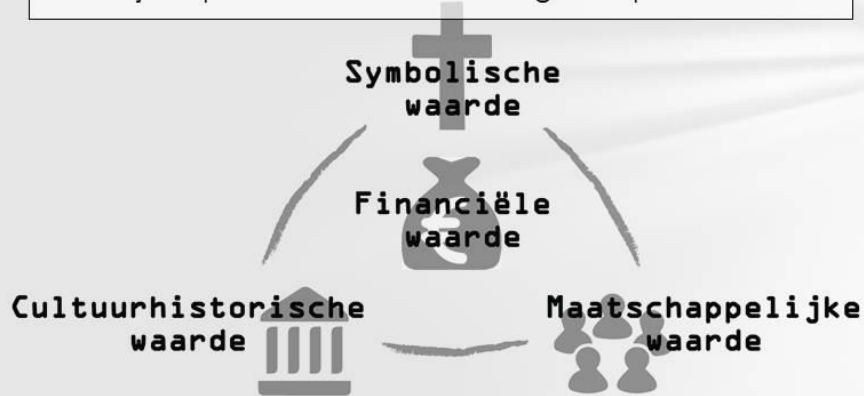 Symbolische
waarde
Financiële
waarde
Cultuurhistorische
waarde
Maatschappelijke
waarde